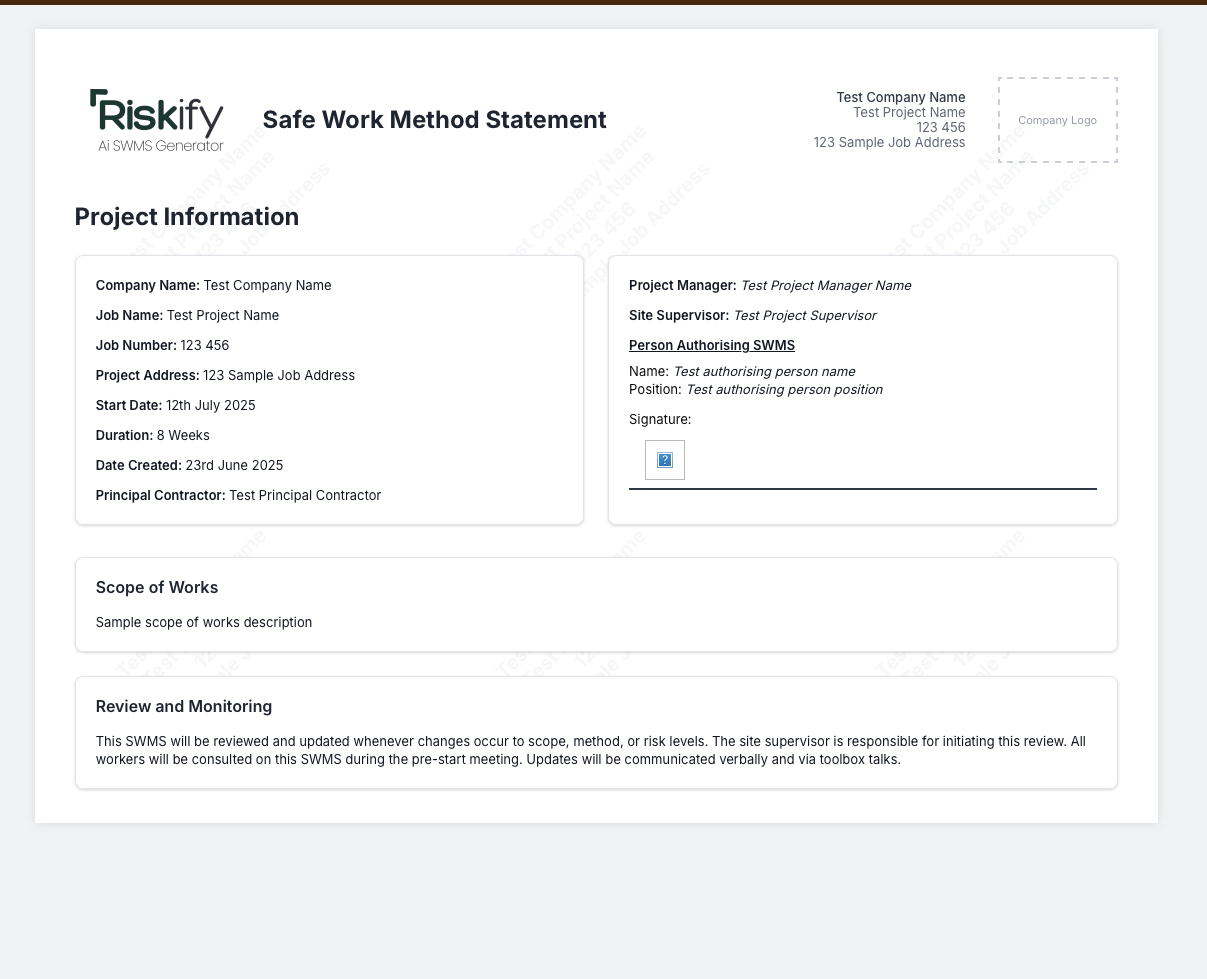 Riskify
Ai SWMS Generator
Safe Work Method Statement
Test Company Name
Test Project Name
123 456
123 Sample Job Address
Company Logo
Project Information
Company Name: Test Company Name
Job Name: Test Project Name
Job Number: 123 456
Project Address: 123 Sample Job Address
Start Date: 12th July 2025
Duration: 8 Weeks
Date Created: 23rd June 2025
Principal Contractor: Test Principal Contractor
Project Manager: Test Project Manager Name
Site Supervisor: Test Project Supervisor
Person Authorising SWMS
Name: Test authorising person name
Position: Test authorising person position
Signature:
?
Scope of Works
Sample scope of works description
Review and Monitoring
This SWMS will be reviewed and updated whenever changes occur to scope, method, or risk levels. The site supervisor is responsible for initiating this review. All
workers will be consulted on this SWMS during the pre-start meeting. Updates will be communicated verbally and via toolbox talks.